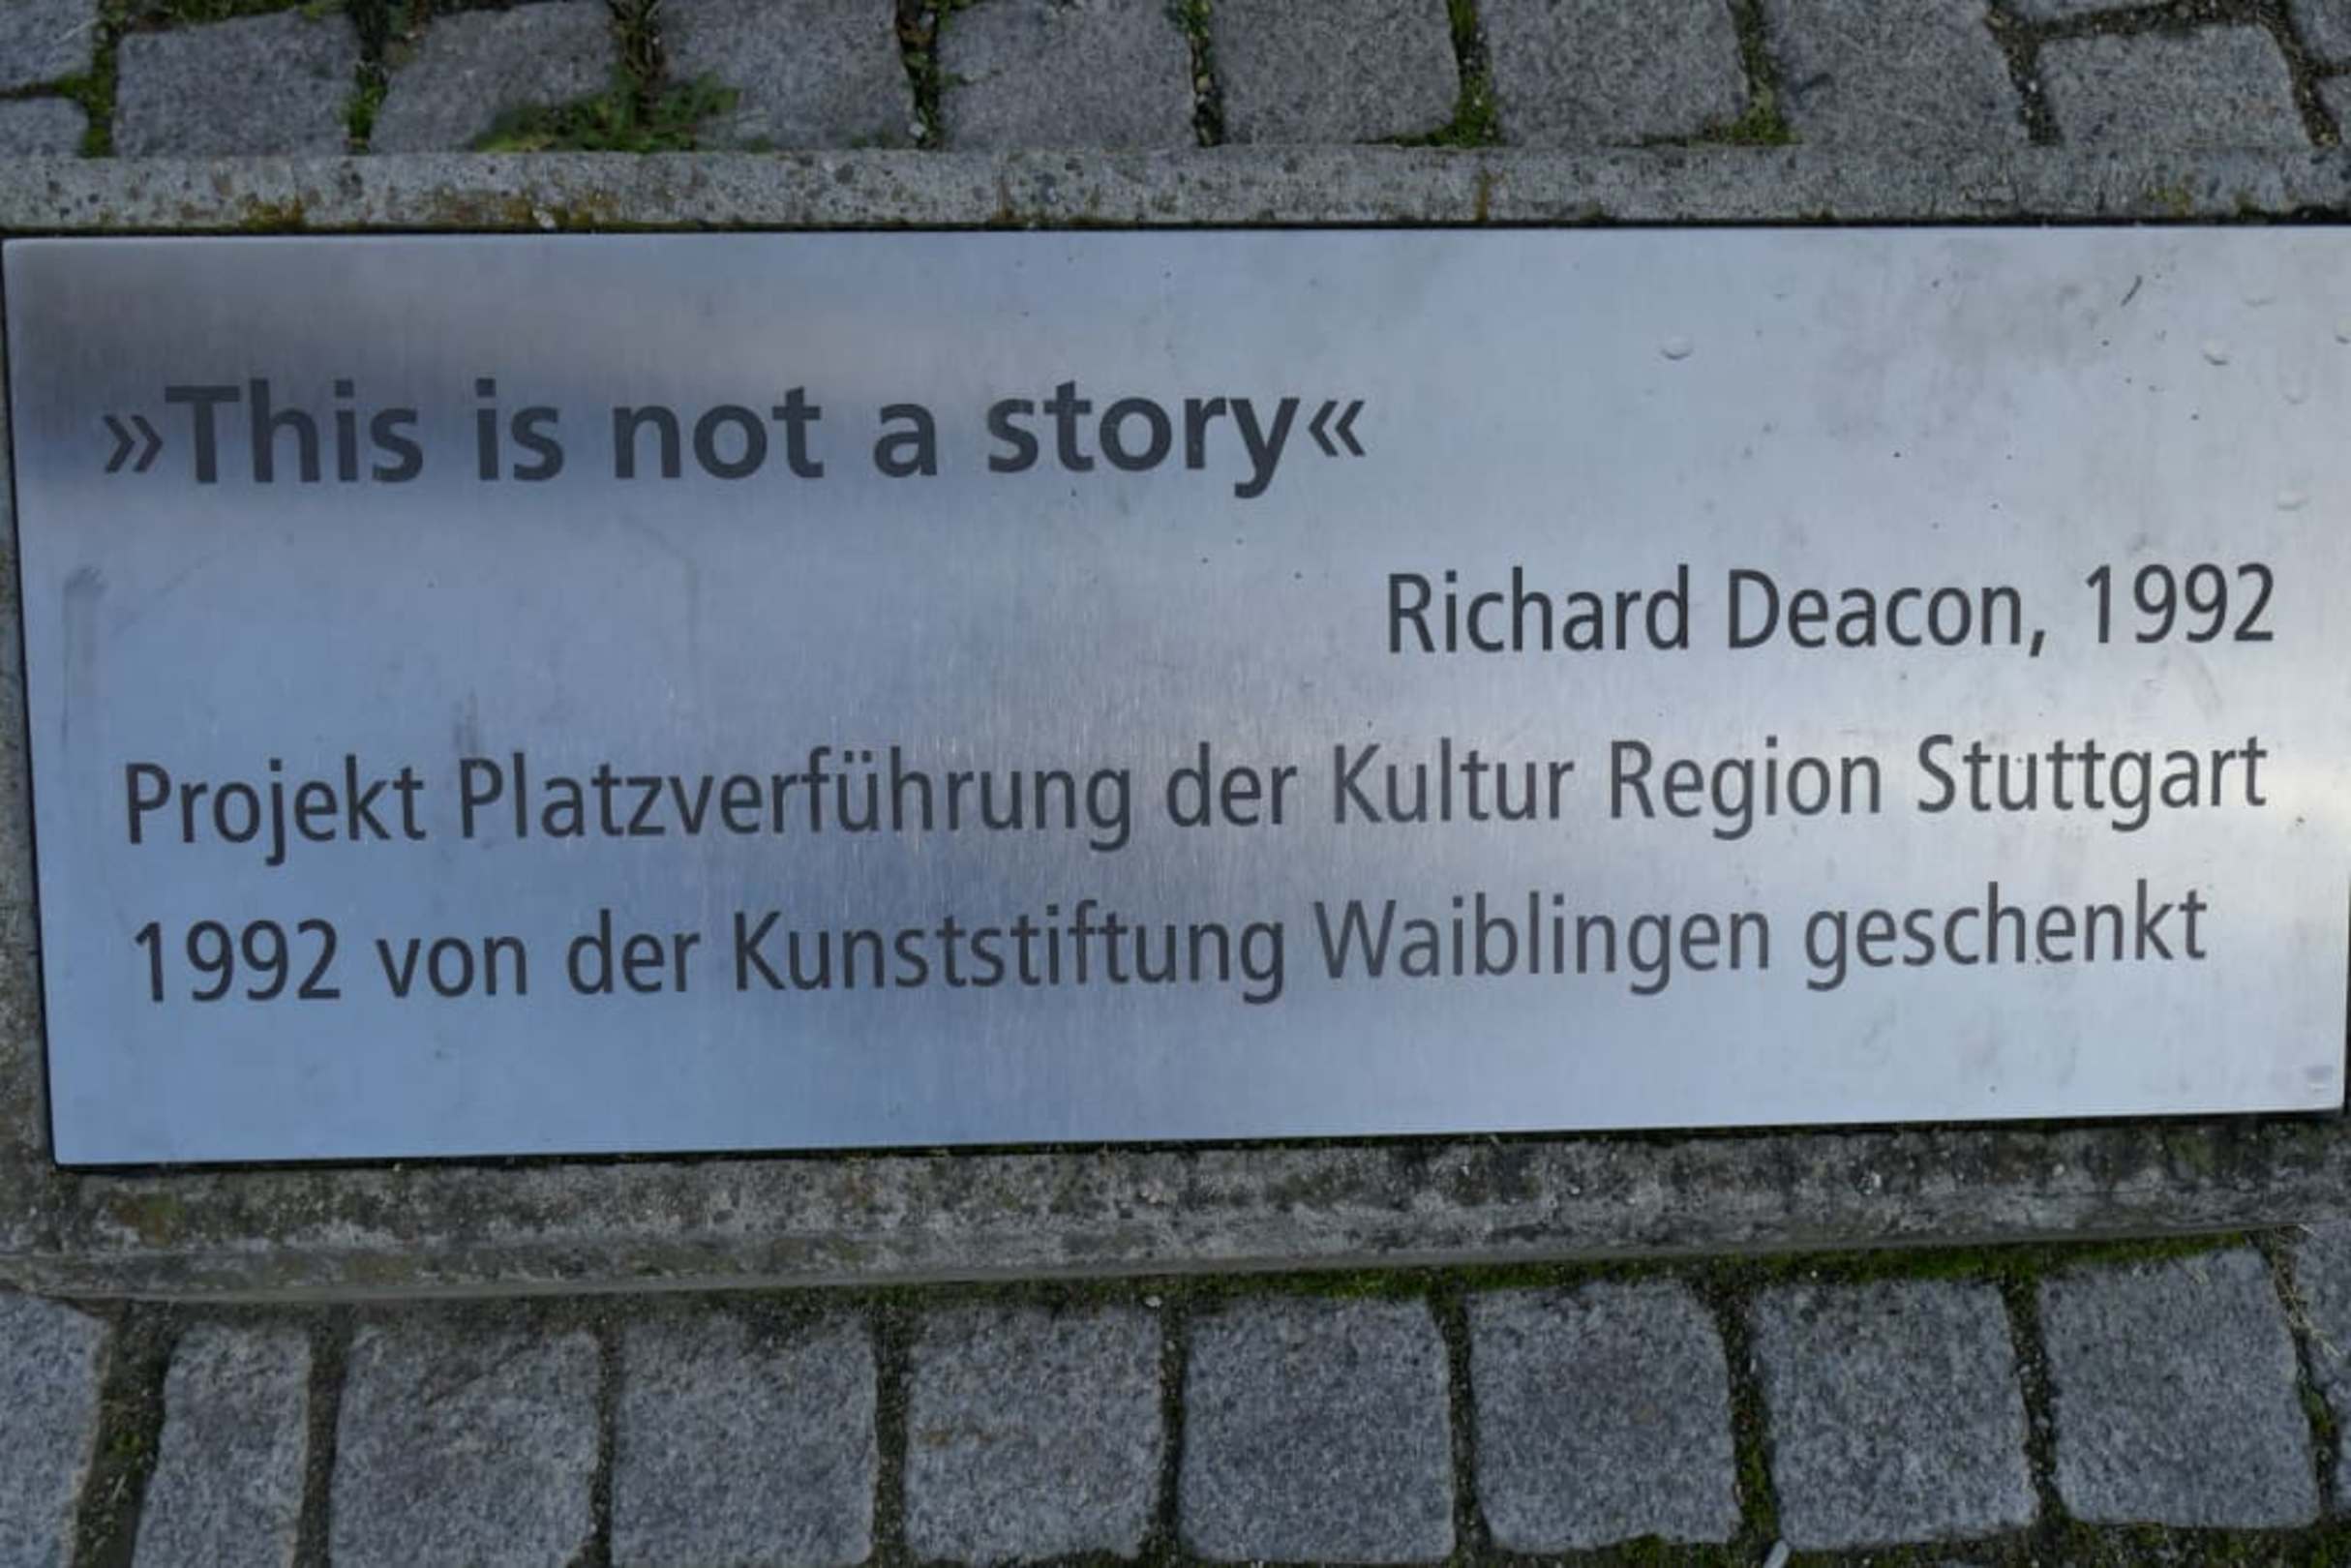 »This is not a story«
Richard Deacon, 1992
Projekt Platzverführung der Kultur Region Stuttgart
1992 von der Kunststiftung Waiblingen geschenkt